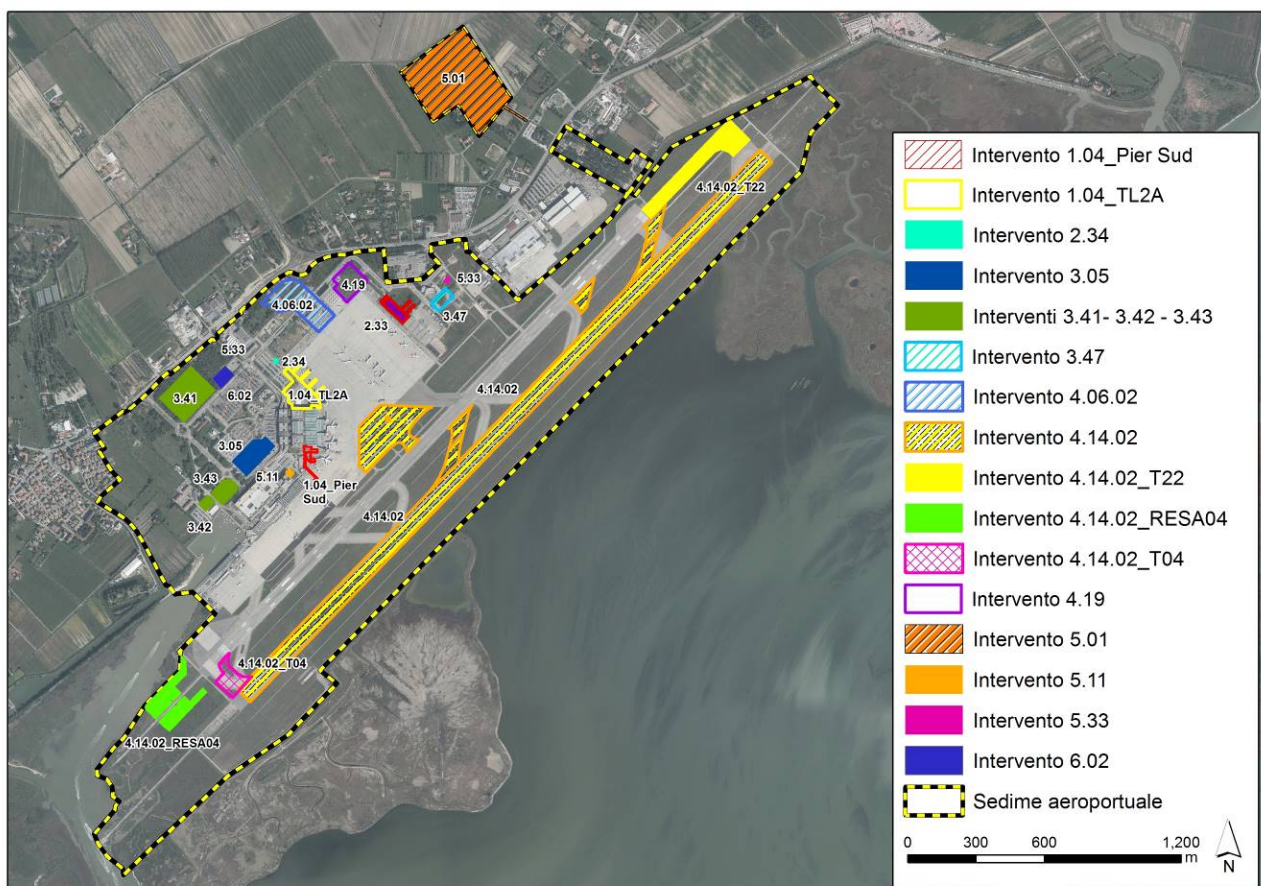 5.01
4.14.02_T22
4.19
5.33
4.06.02
3.47
2.33
5.33
2.34
6.02
1.04_TL2A
4.14.02
3.41
3.05
5.11
3.43
1.04_Pier
Sud
4.14.02
3.42
4.14.02_T04
4.14.02_RESA04
Intervento 1.04_Pier Sud
Intervento 1.04_TL2A
Intervento 2.34
Intervento 3.05
Interventi 3.41- 3.42 - 3.43
Intervento 3.47
Intervento 4.06.02
Intervento 4.14.02
Intervento 4.14.02_T22
Intervento 4.14.02_RESA04
Intervento 4.14.02_T04
Intervento 4.19
Intervento 5.01
Intervento 5.11
Intervento 5.33
Intervento 6.02
Sedime aeroportuale
0 300 600 1,200
m
N